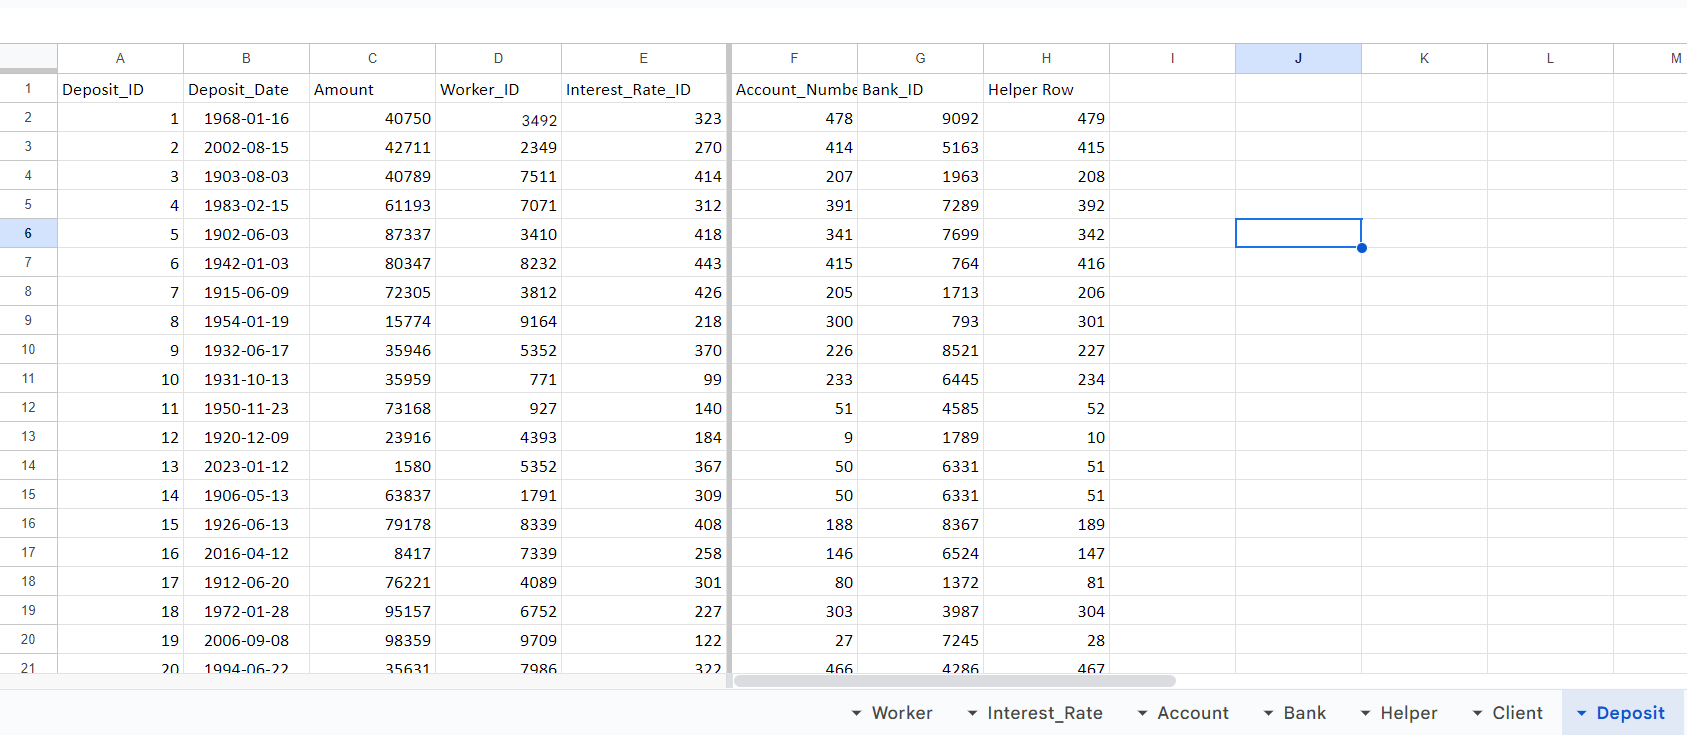 A B C D E F G H I J K L M
1 Deposit_ID Deposit_Date Amount Worker_ID Interest_Rate_ID Account_Numbe Bank_ID Helper Row
2 1 1968-01-16 40750 3492 323 478 9092 479
3 2 2002-08-15 42711 2349 270 414 5163 415
4 3 1903-08-03 40789 7511 414 207 1963 208
5 4 1983-02-15 61193 7071 312 391 7289 392
6 5 1902-06-03 87337 3410 418 341 7699 342
7 6 1942-01-03 80347 8232 443 415 764 416
8 7 1915-06-09 72305 3812 426 205 1713 206
9 8 1954-01-19 15774 9164 218 300 793 301
10 9 1932-06-17 35946 5352 370 226 8521 227
11 10 1931-10-13 35959 771 99 233 6445 234
12 11 1950-11-23 73168 927 140 51 4585 52
13 12 1920-12-09 23916 4393 184 9 1789 10
14 13 2023-01-12 1580 5352 367 50 6331 51
15 14 1906-05-13 63837 1791 309 50 6331 51
16 15 1926-06-13 79178 8339 408 188 8367 189
17 16 2016-04-12 8417 7339 258 146 6524 147
18 17 1912-06-20 76221 4089 301 80 1372 81
19 18 1972-01-28 95157 6752 227 303 3987 304
20 19 2006-09-08 98359 9709 122 27 7245 28
21 20 1994-06-22 35631 7986 322 466 4286 467
Worker Interest_Rate Account Bank Helper Client Deposit